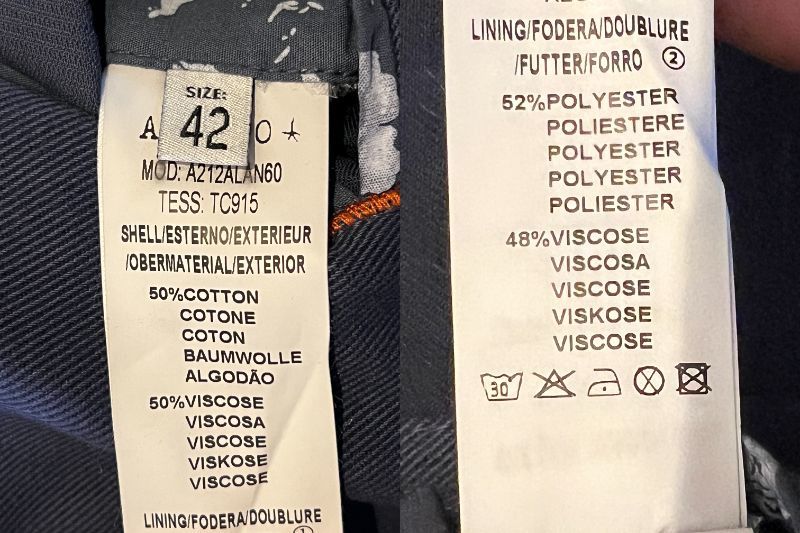 SIZE:
42
MOD: A212ALAN60
TESS: TC915
SHELL/ESTERNO/EXTERIEUR
/OBERMATERIAL/EXTERIOR
50%COTTON
COTONE
COTON
BAUMWOLLE
ALGODÃO
50%VISCOSE
VISCOSA
VISCOSE
VISKOSE
VISCOSE
LINING/FODERA/DOUBLURE
LINING/FODERA/DOUBLURE
/FUTTER/FORRO ②
52%POLYESTER
POLIESTERE
POLYESTER
POLYESTER
POLIESTER
48%VISCOSE
VISCOSA
VISCOSE
VISKOSE
VISCOSE
30°